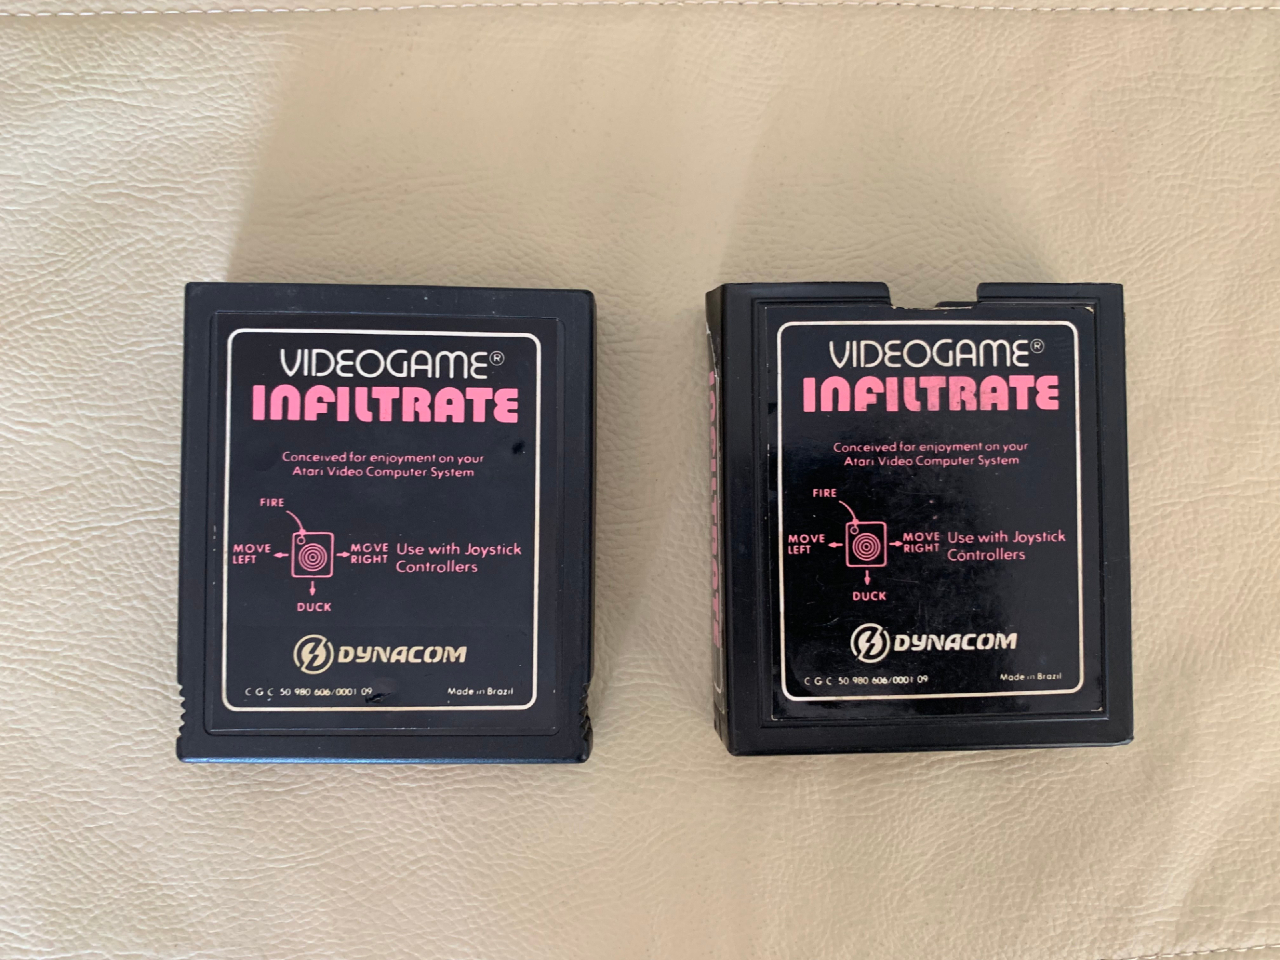 VIDEOGAME®
INFILTRATE
Conceived for enjoyment on your
Atari Video Computer System
FIRE
MOVE
LEFT
MOVE
RIGHT
Use with Joystick
Controllers
DUCK
DYNACOM
C G C 50 980 606/0001 09
Made in Brazil
VIDEOGAME®
INFILTRATE
Conceived for enjoyment on your
Atari Video Computer System
FIRE
MOVE
LEFT
MOVE
RIGHT
Use with Joystick
Controllers
DUCK
DYNACOM
C G C 50 980 606/0001 09
Made in Brazil
INFILTRATE